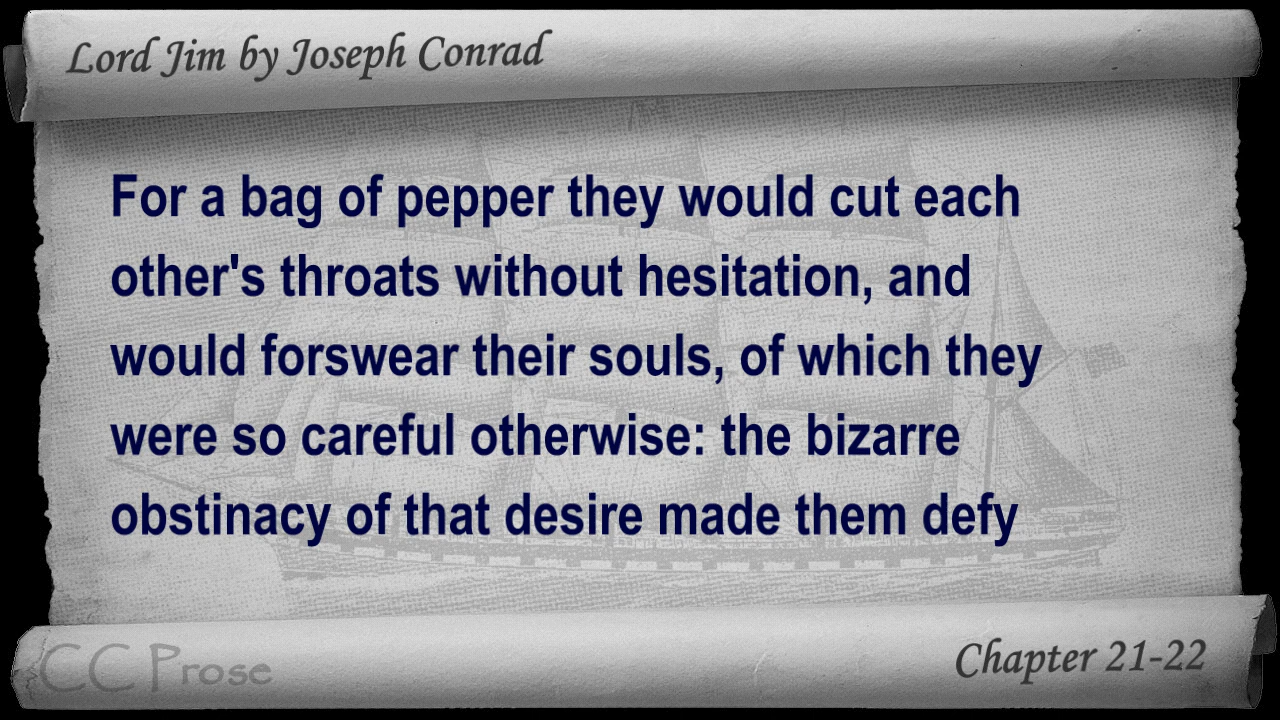 Lord Jim by Joseph Conrad
For a bag of pepper they would cut each
other's throats without hesitation, and
would forswear their souls, of which they
were so careful otherwise: the bizarre
obstinacy of that desire made them defy
CC Prose
Chapter 21-22